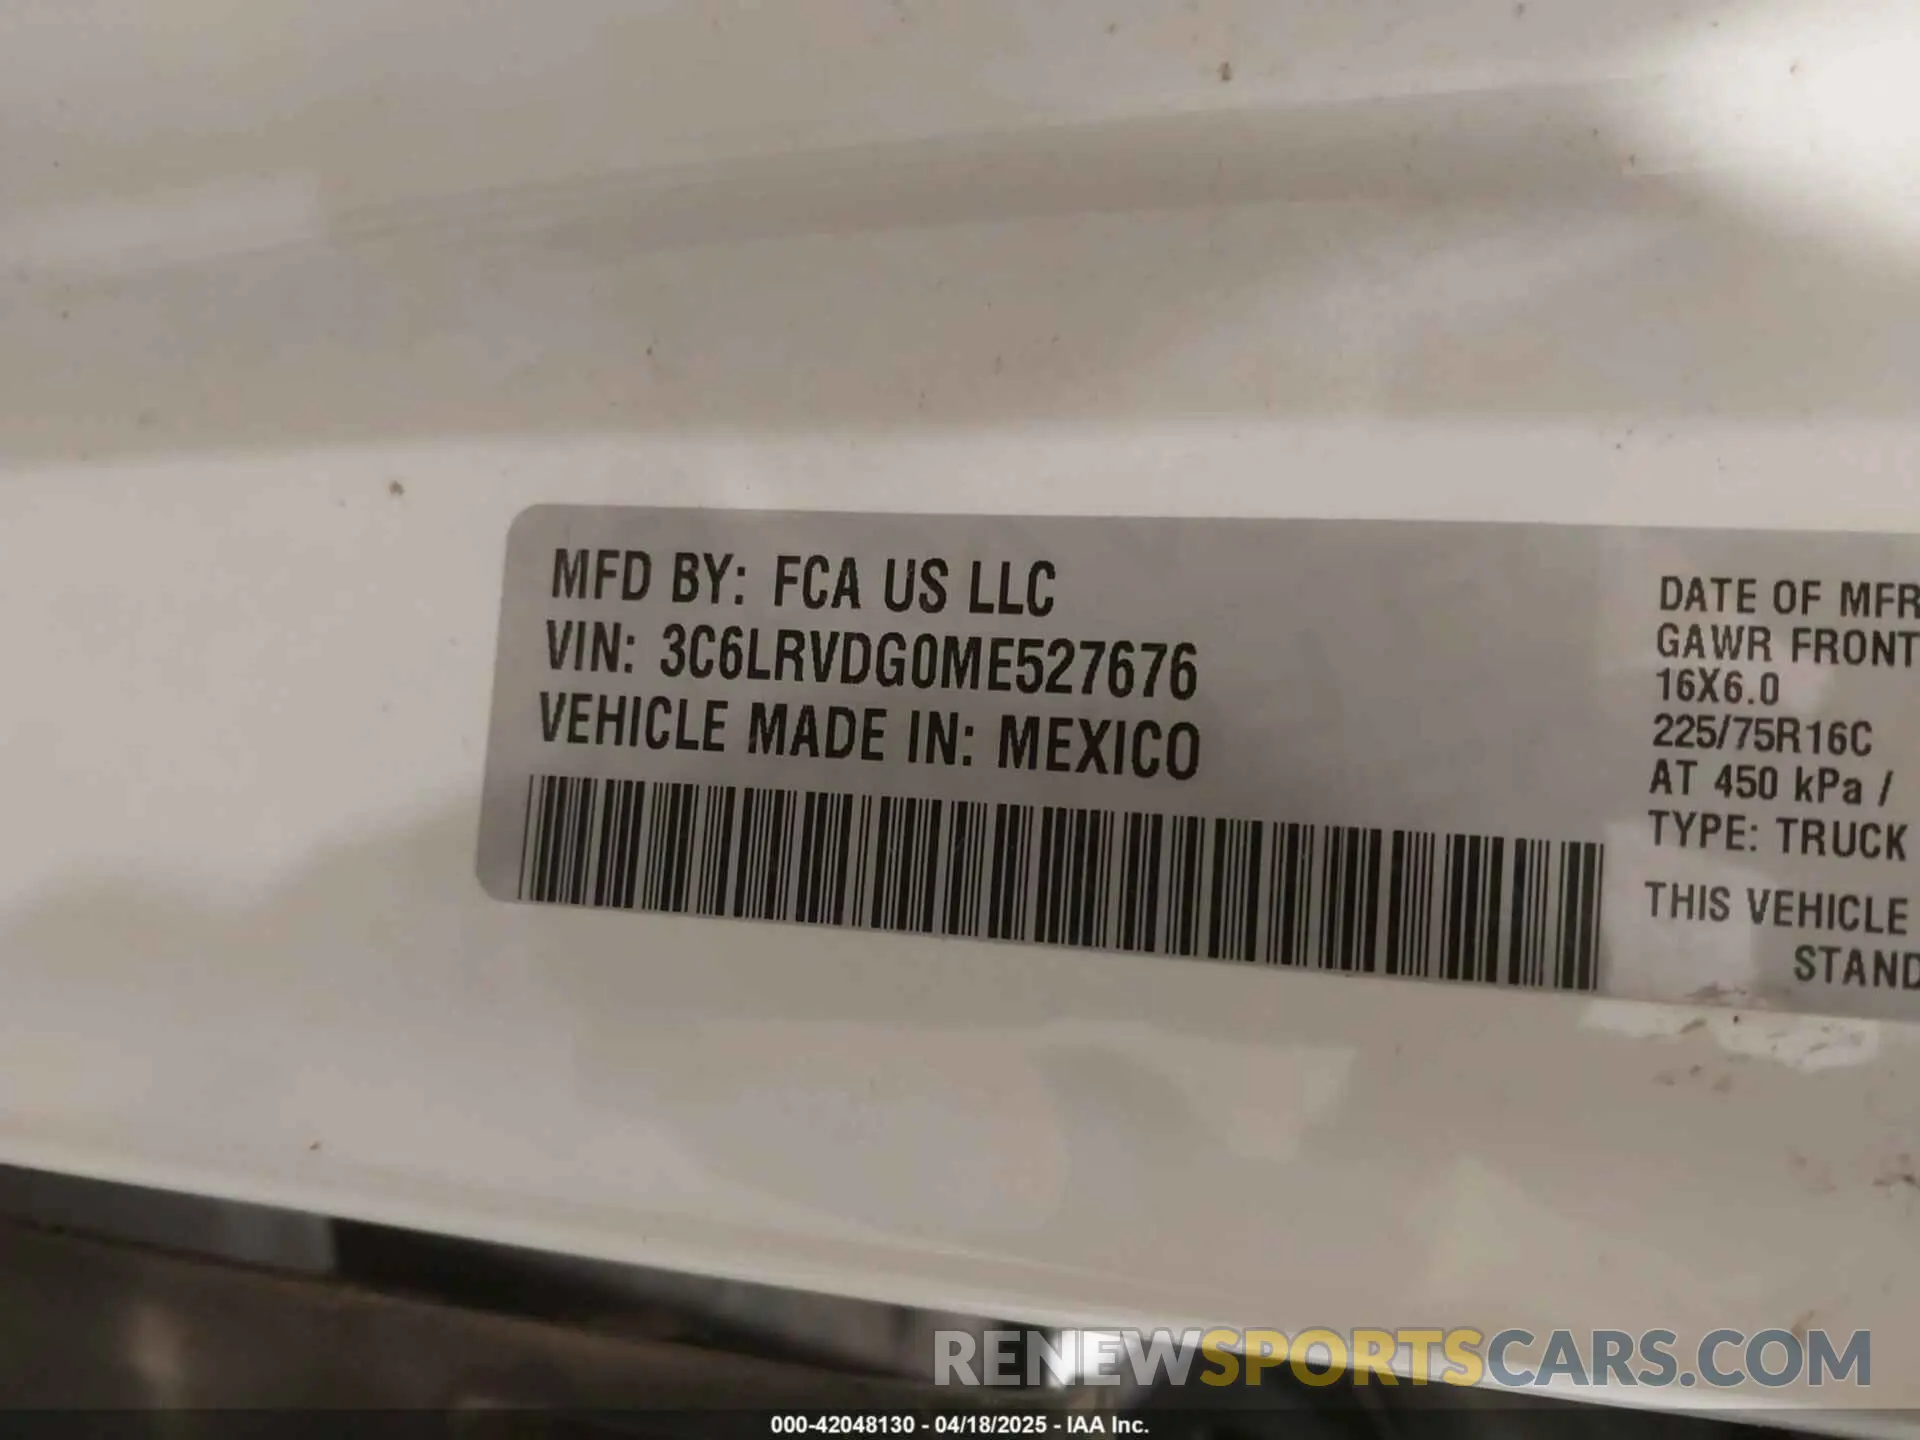 MFD BY: FCA US LLC
VIN: 3C6LRVDG0ME527676
VEHICLE MADE IN: MEXICO
DATE OF MFR
GAWR FRONT
16X6.0
225/75R16C
AT 450 kPa /
TYPE: TRUCK
THIS VEHICLE
STAND
RENEWSPORTSCARS.COM
000-42048130 - 04/18/2025 - IAA Inc.